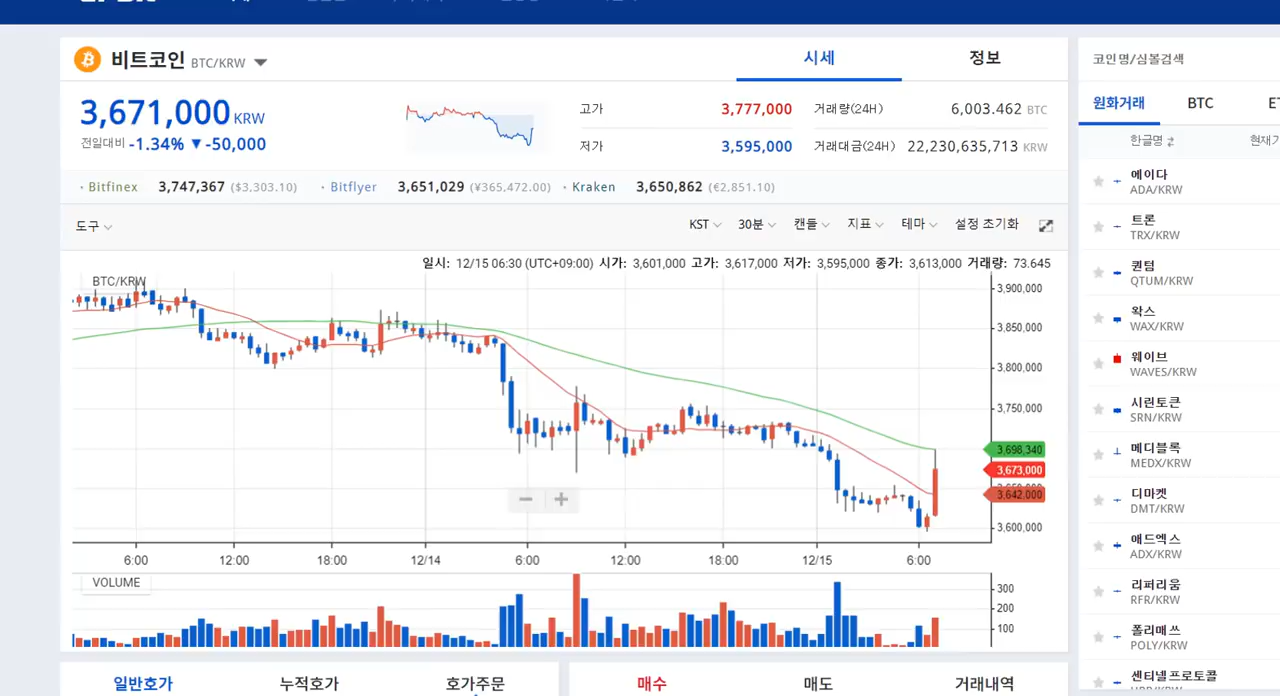 비트코인 BTC/KRW
시세 정보
3,671,000 KRW
전일대비 -1.34% ▼ -50,000
고가 3,777,000
저가 3,595,000
거래량(24H) 6,003.462 BTC
거래대금(24H) 22,230,635,713 KRW
· Bitfinex 3,747,367 ($3,303.10) · Bitflyer 3,651,029 (¥365,472.00) · Kraken 3,650,862 (€2,851.10)
도구 KST 30분 캔들 지표 테마 설정 초기화
일시: 12/15 06:30 (UTC+09:00) 시가: 3,601,000 고가: 3,617,000 저가: 3,595,000 종가: 3,613,000 거래량: 73.645
BTC/KRW
3,900,000
3,850,000
3,800,000
3,750,000
3,698,340
3,673,000
3,642,000
3,600,000
6:00 12:00 18:00 12/14 6:00 12:00 18:00 12/15 6:00
VOLUME
300
200
100
일반호가 누적호가 호가주문
매수 매도 거래내역
코인명/심볼검색
원화거래 BTC
한글명
에이다
ADA/KRW
트론
TRX/KRW
퀀텀
QTUM/KRW
왁스
WAX/KRW
웨이브
WAVES/KRW
시린토큰
SRN/KRW
메디블록
MEDX/KRW
디마켓
DMT/KRW
애드엑스
ADX/KRW
리퍼리움
RFR/KRW
폴리매쓰
POLY/KRW
센티넬프로토콜